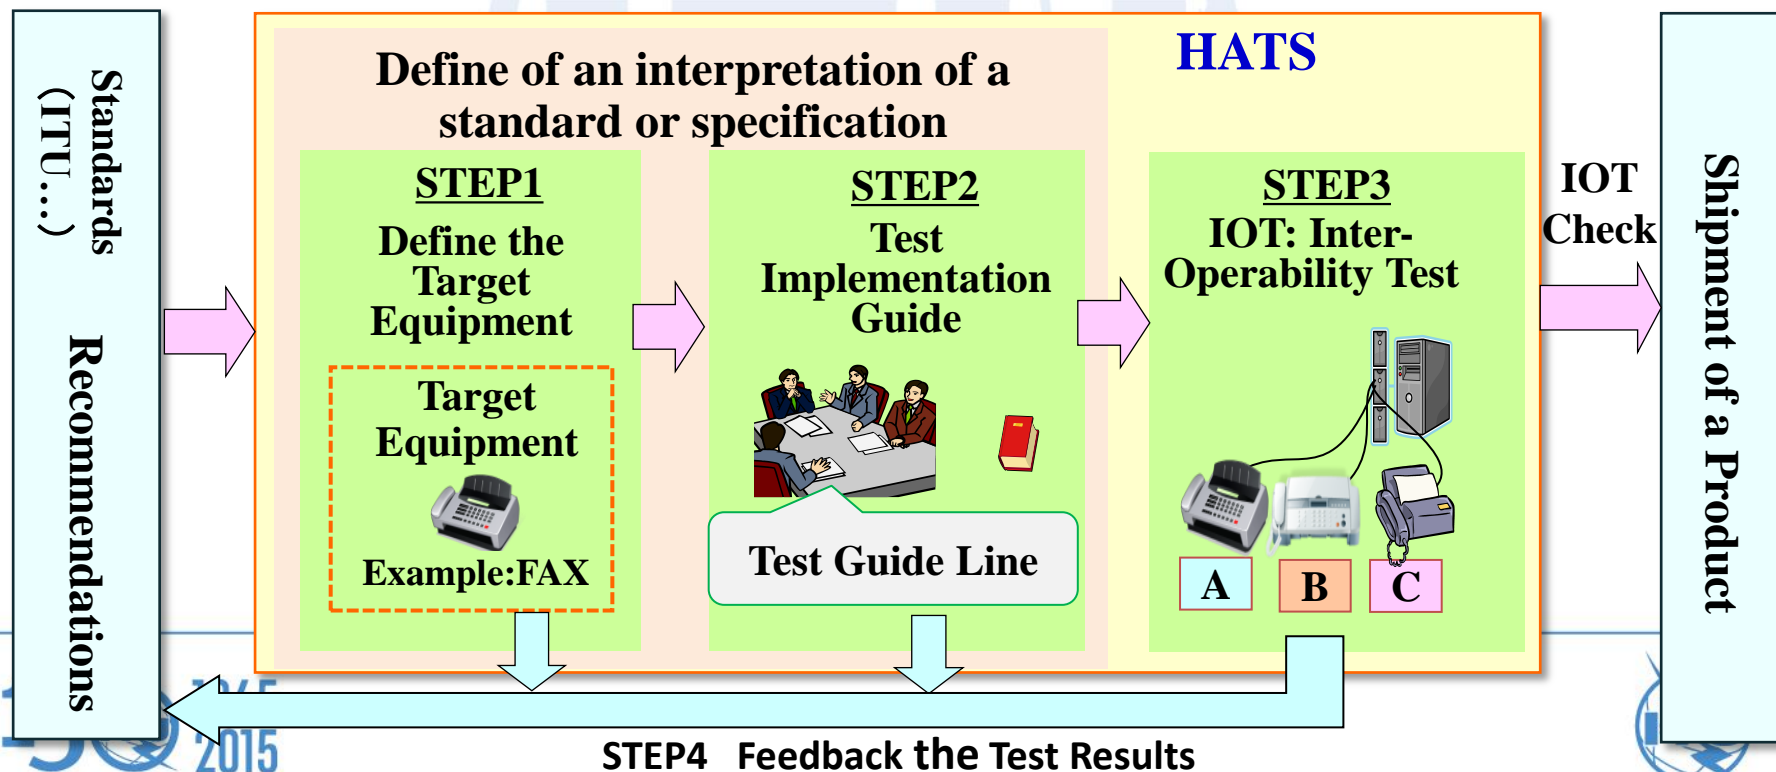 Standards
(ITU...)
Recommendations
Define of an interpretation of a
standard or specification
HATS
STEP1
Define the
Target
Equipment
Target
Equipment
Example:FAX
STEP2
Test
Implementation
Guide
Test Guide Line
STEP3
IOT: Inter-
Operability Test
A
B
C
IOT
Check
Shipment of a Product
2015
STEP4 Feedback the Test Results